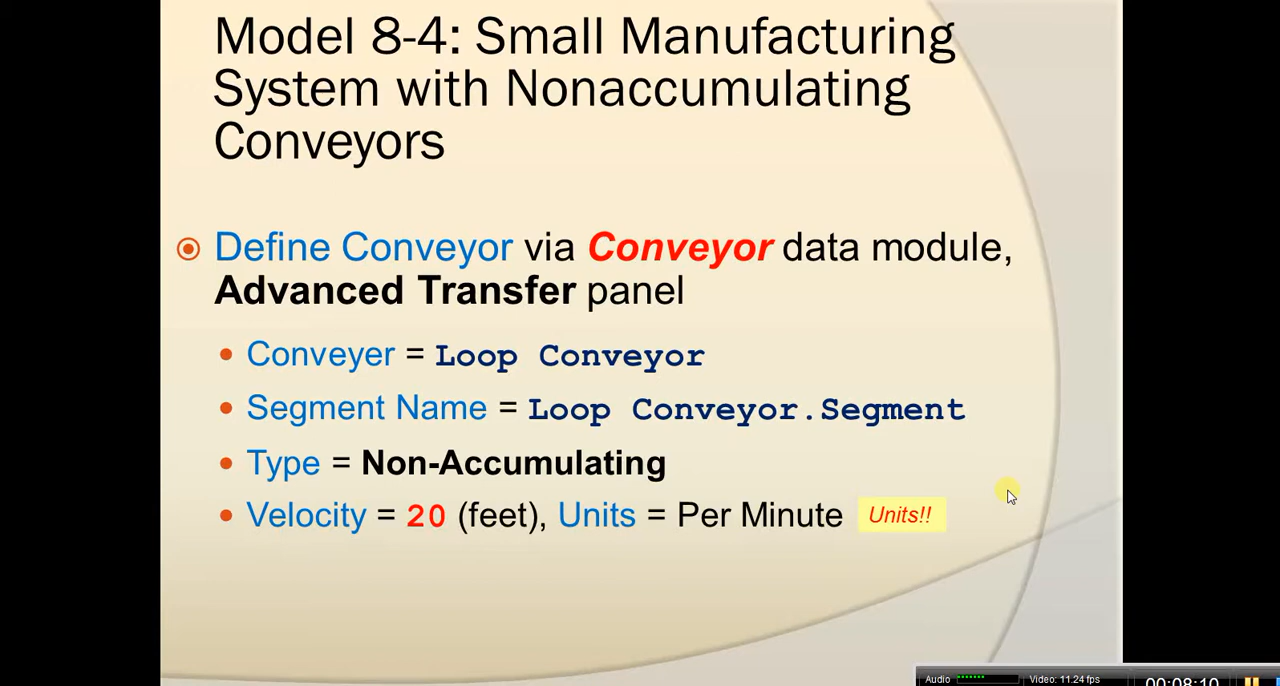 Model 8-4: Small Manufacturing
System with Nonaccumulating
Conveyors
Define Conveyor via Conveyor data module,
Advanced Transfer panel
Conveyer = Loop Conveyor
Segment Name = Loop Conveyor.Segment
Type = Non-Accumulating
Velocity = 20 (feet), Units = Per Minute Units!!
Audio Video: 11.24 fps 00:08:10